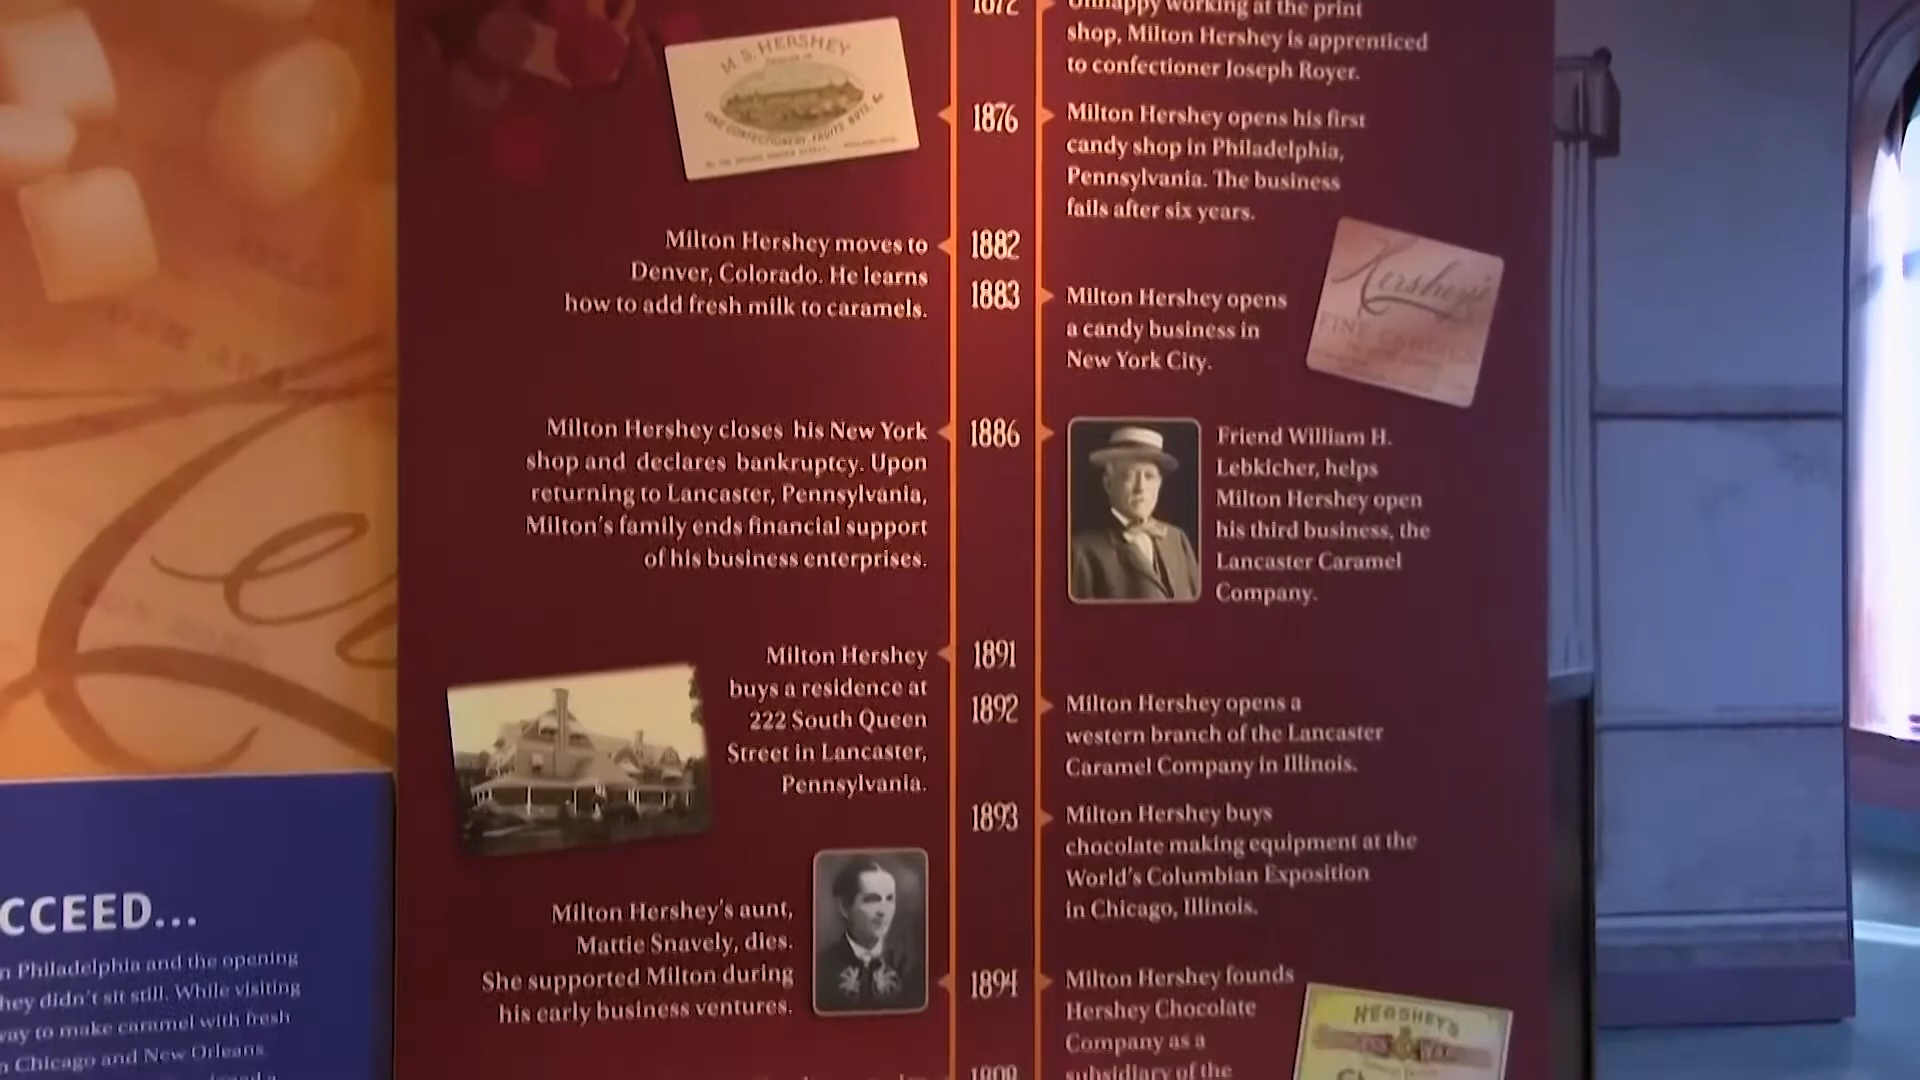 1872
Unhappy working at the print
shop, Milton Hershey is apprenticed
to confectioner Joseph Royer.
M. S. HERSHEY
FINE CONFECTIONERY, FRUITS, NUTS, &c.
1876
Milton Hershey opens his first
candy shop in Philadelphia,
Pennsylvania. The business
fails after six years.
Milton Hershey moves to
Denver, Colorado. He learns
how to add fresh milk to caramels.
1882
1883
Milton Hershey opens
a candy business in
New York City.
Hershey's
FINE CANDIES
Milton Hershey closes his New York
shop and declares bankruptcy. Upon
returning to Lancaster, Pennsylvania,
Milton's family ends financial support
of his business enterprises.
1886
Friend William H.
Lebkicher, helps
Milton Hershey open
his third business, the
Lancaster Caramel
Company.
Milton Hershey
buys a residence at
222 South Queen
Street in Lancaster,
Pennsylvania.
1891
1892
Milton Hershey opens a
western branch of the Lancaster
Caramel Company in Illinois.
1893
Milton Hershey buys
chocolate making equipment at the
World's Columbian Exposition
in Chicago, Illinois.
Milton Hershey's aunt,
Mattie Snavely, dies.
She supported Milton during
his early business ventures.
1894
Milton Hershey founds
Hershey Chocolate
Company as a
subsidiary of the
HERSHEY'S
CCEED...
n Philadelphia and the opening
hey didn't sit still. While visiting
way to make caramel with fresh
n Chicago and New Orleans